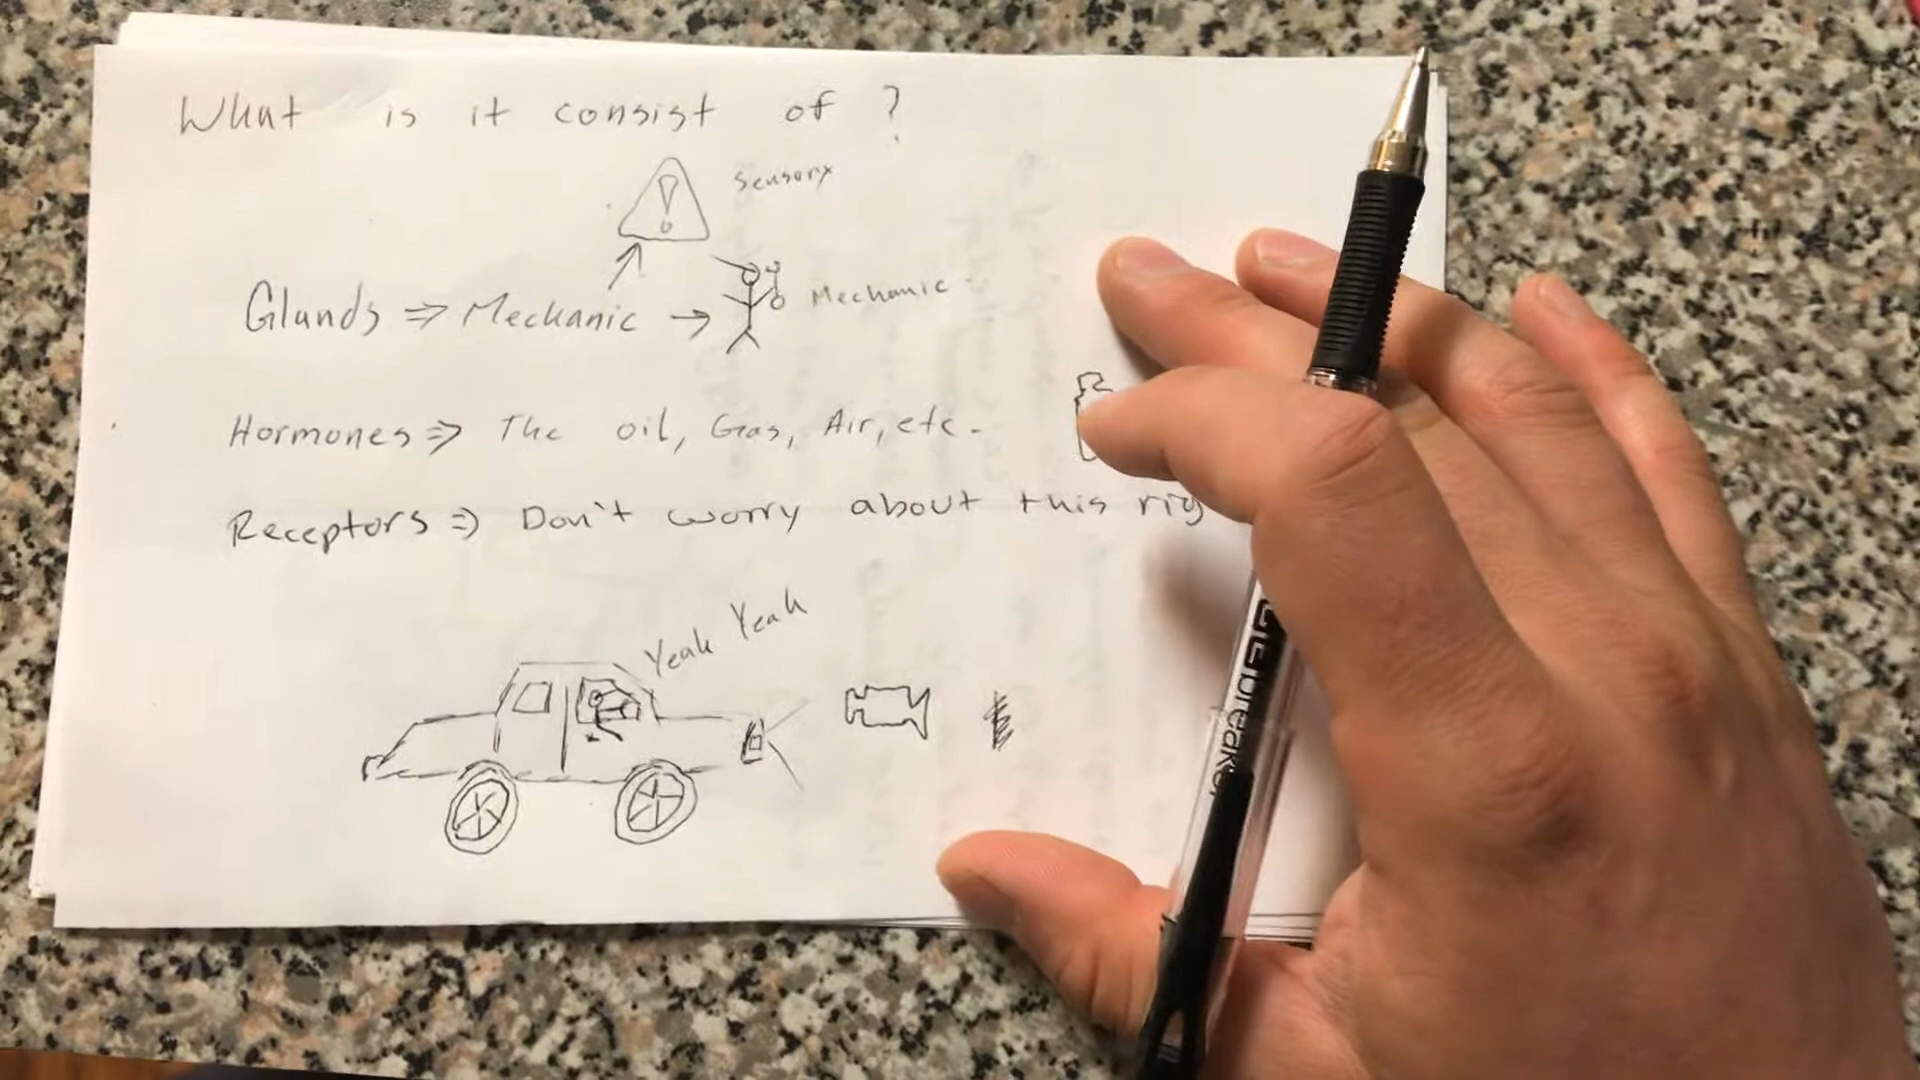 What is it consist of ?
Sensory
Glands ⇒ Mechanic → Mechanic
Hormones ⇒ The oil, Gas, Air, etc.
Receptors ⇒ Don't worry about this rig
Yeah Yeah